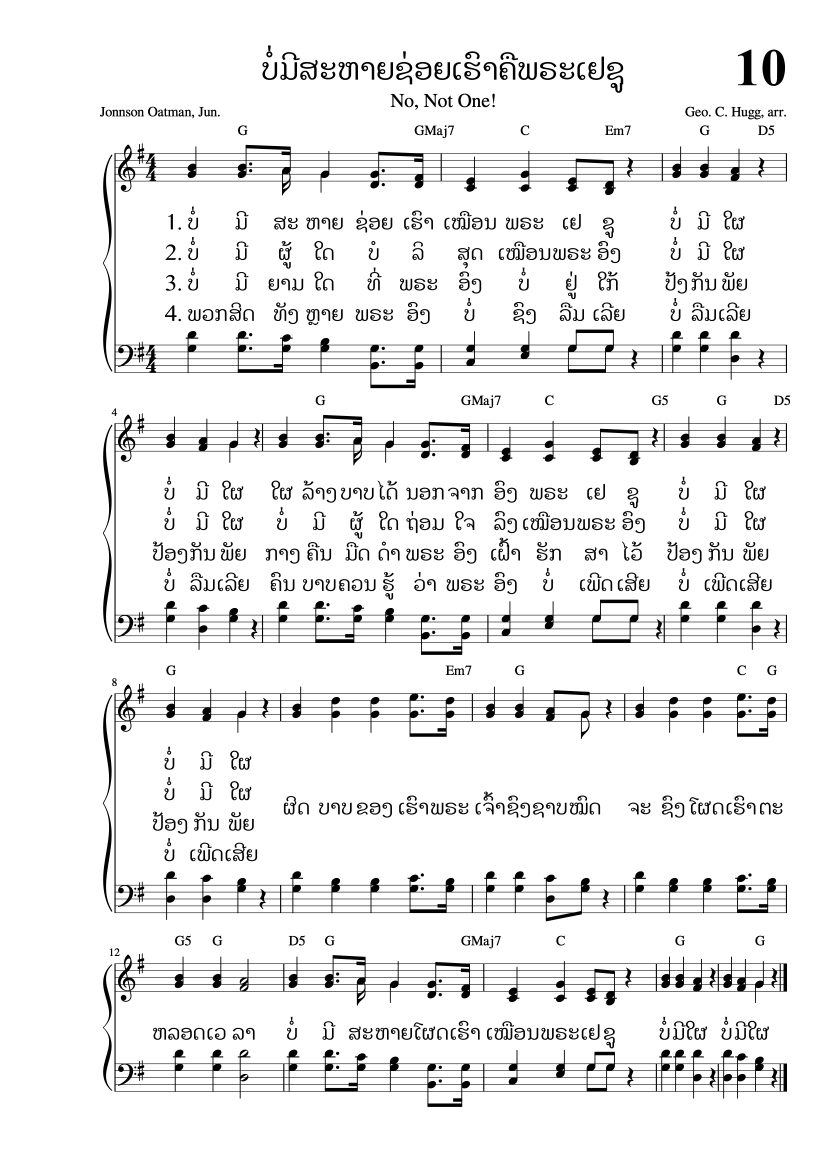 ບໍ່ມີສະຫາຍຊ່ອຍເຮົາຄືພຣະເຢຊູ
10
No, Not One!
Jonnson Oatman, Jun.
Geo. C. Hugg, arr.
G GMaj7 C Em7 G D5
1. ບໍ່ ມີ ສະ ຫາຍ ຊ່ອຍ ເຮົາ ເໝືອນ ພຣະ ເຢ ຊູ ບໍ່ ມີ ໃຜ
2. ບໍ່ ມີ ຜູ້ ໃດ ບໍ ລິ ສຸດ ເໝືອນພຣະ ອົງ ບໍ່ ມີ ໃຜ
3. ບໍ່ ມີ ຍາມ ໃດ ທີ່ ພຣະ ອົງ ບໍ່ ຢູ່ ໃກ້ ປ້ງກັນ ພັຍ
4. ພວກສິດ ທັງ ຫຼາຍ ພຣະ ອົງ ບໍ່ ຊົງ ລືມ ເລີຍ ບໍ່ ລືມເລີຍ
4
G GMaj7 C G5 G D5
ບໍ່ ມີ ໃຜ ໃຜ ລ້າງ ບາບ ໄດ້ ນອກ ຈາກ ອົງ ພຣະ ເຢ ຊູ ບໍ່ ມີ ໃຜ
ບໍ່ ມີ ໃຜ ບໍ່ ມີ ຜູ້ ໃດ ຖ່ອມ ໃຈ ລົງ ເໝືອນພຣະ ອົງ ບໍ່ ມີ ໃຜ
ປ້ອງກັນ ພັຍ ກາງ ຄືນ ມືດ ດຳ ພຣະ ອົງ ເຝົ້າ ຮັກ ສາ ໄວ້ ປ້ອງ ກັນ ພັຍ
ບໍ່ ລືມເລີຍ ຄົນ ບາບຄວນ ຮູ້ ວ່າ ພຣະ ອົງ ບໍ່ ເພີດ ເສີຍ ບໍ່ ເພີດເສີຍ
8
G Em7 G C G
ບໍ່ ມີ ໃຜ
ບໍ່ ມີ ໃຜ
ປ້ອງ ກັນ ພັຍ
ບໍ່ ເພີດເສີຍ
ຜິດ ບາບ ຂອງ ເຮົາພຣະ ເຈົ້າຊົງຊາບໝົດ ຈະ ຊົງ ໂຜດເຮົາຕະ
12
G5 G D5 G GMaj7 C G G
ຫລອດເວ ລາ ບໍ່ ມີ ສະຫາຍໂຜດເຮົາ ເໝືອນພຣະເຢຊູ ບໍ່ມີໃຜ ບໍ່ມີໃຜ